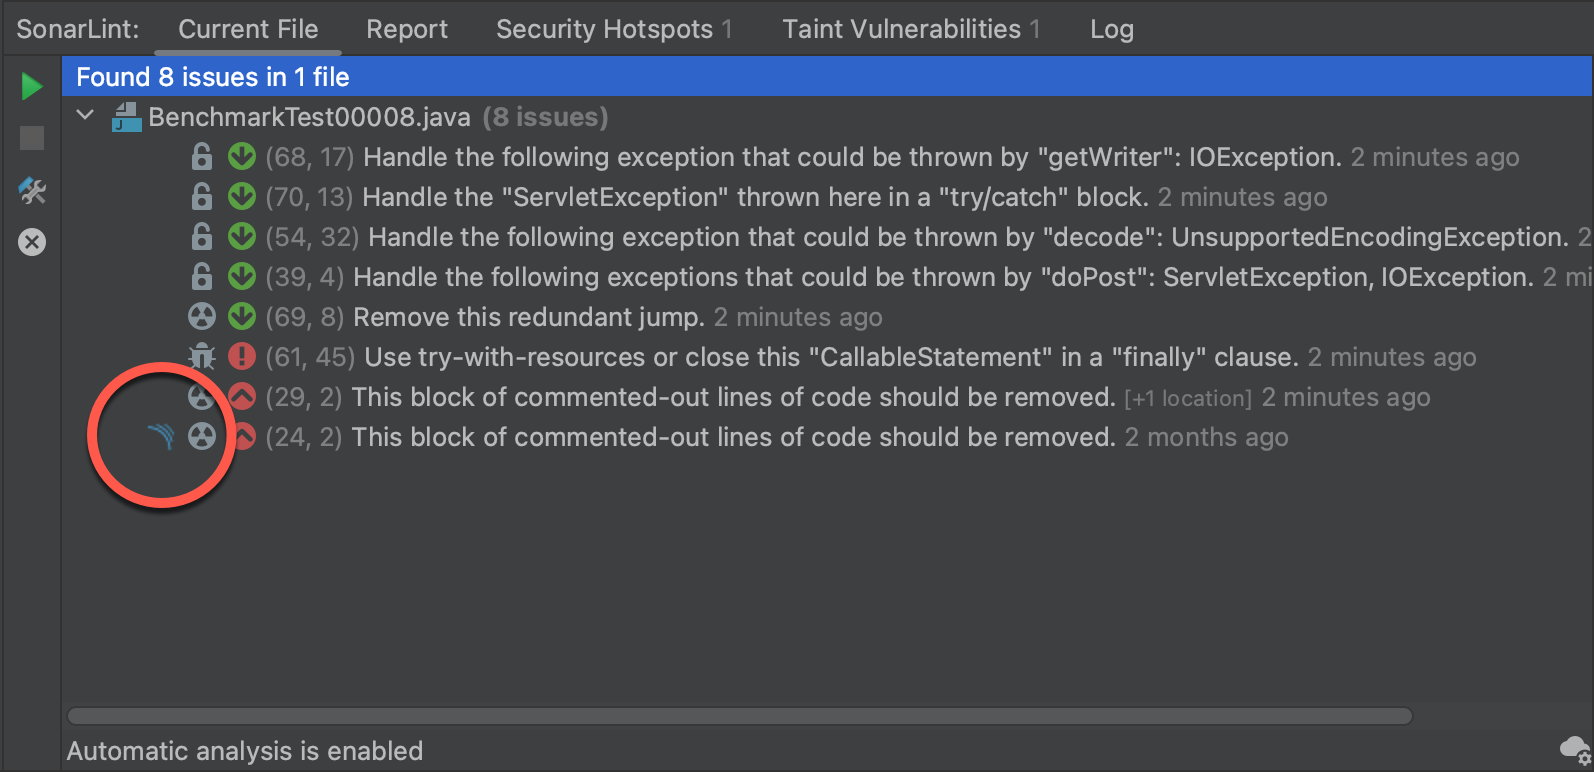 SonarLint: Current File Report Security Hotspots 1 Taint Vulnerabilities 1 Log
Found 8 issues in 1 file
BenchmarkTest00008.java (8 issues)
(68, 17) Handle the following exception that could be thrown by "getWriter": IOException. 2 minutes ago
(70, 13) Handle the "ServletException" thrown here in a "try/catch" block. 2 minutes ago
(54, 32) Handle the following exception that could be thrown by "decode": UnsupportedEncodingException. 2
(39, 4) Handle the following exceptions that could be thrown by "doPost": ServletException, IOException. 2 mi
(69, 8) Remove this redundant jump. 2 minutes ago
(61, 45) Use try-with-resources or close this "CallableStatement" in a "finally" clause. 2 minutes ago
(29, 2) This block of commented-out lines of code should be removed. [+1 location] 2 minutes ago
(24, 2) This block of commented-out lines of code should be removed. 2 months ago
Automatic analysis is enabled